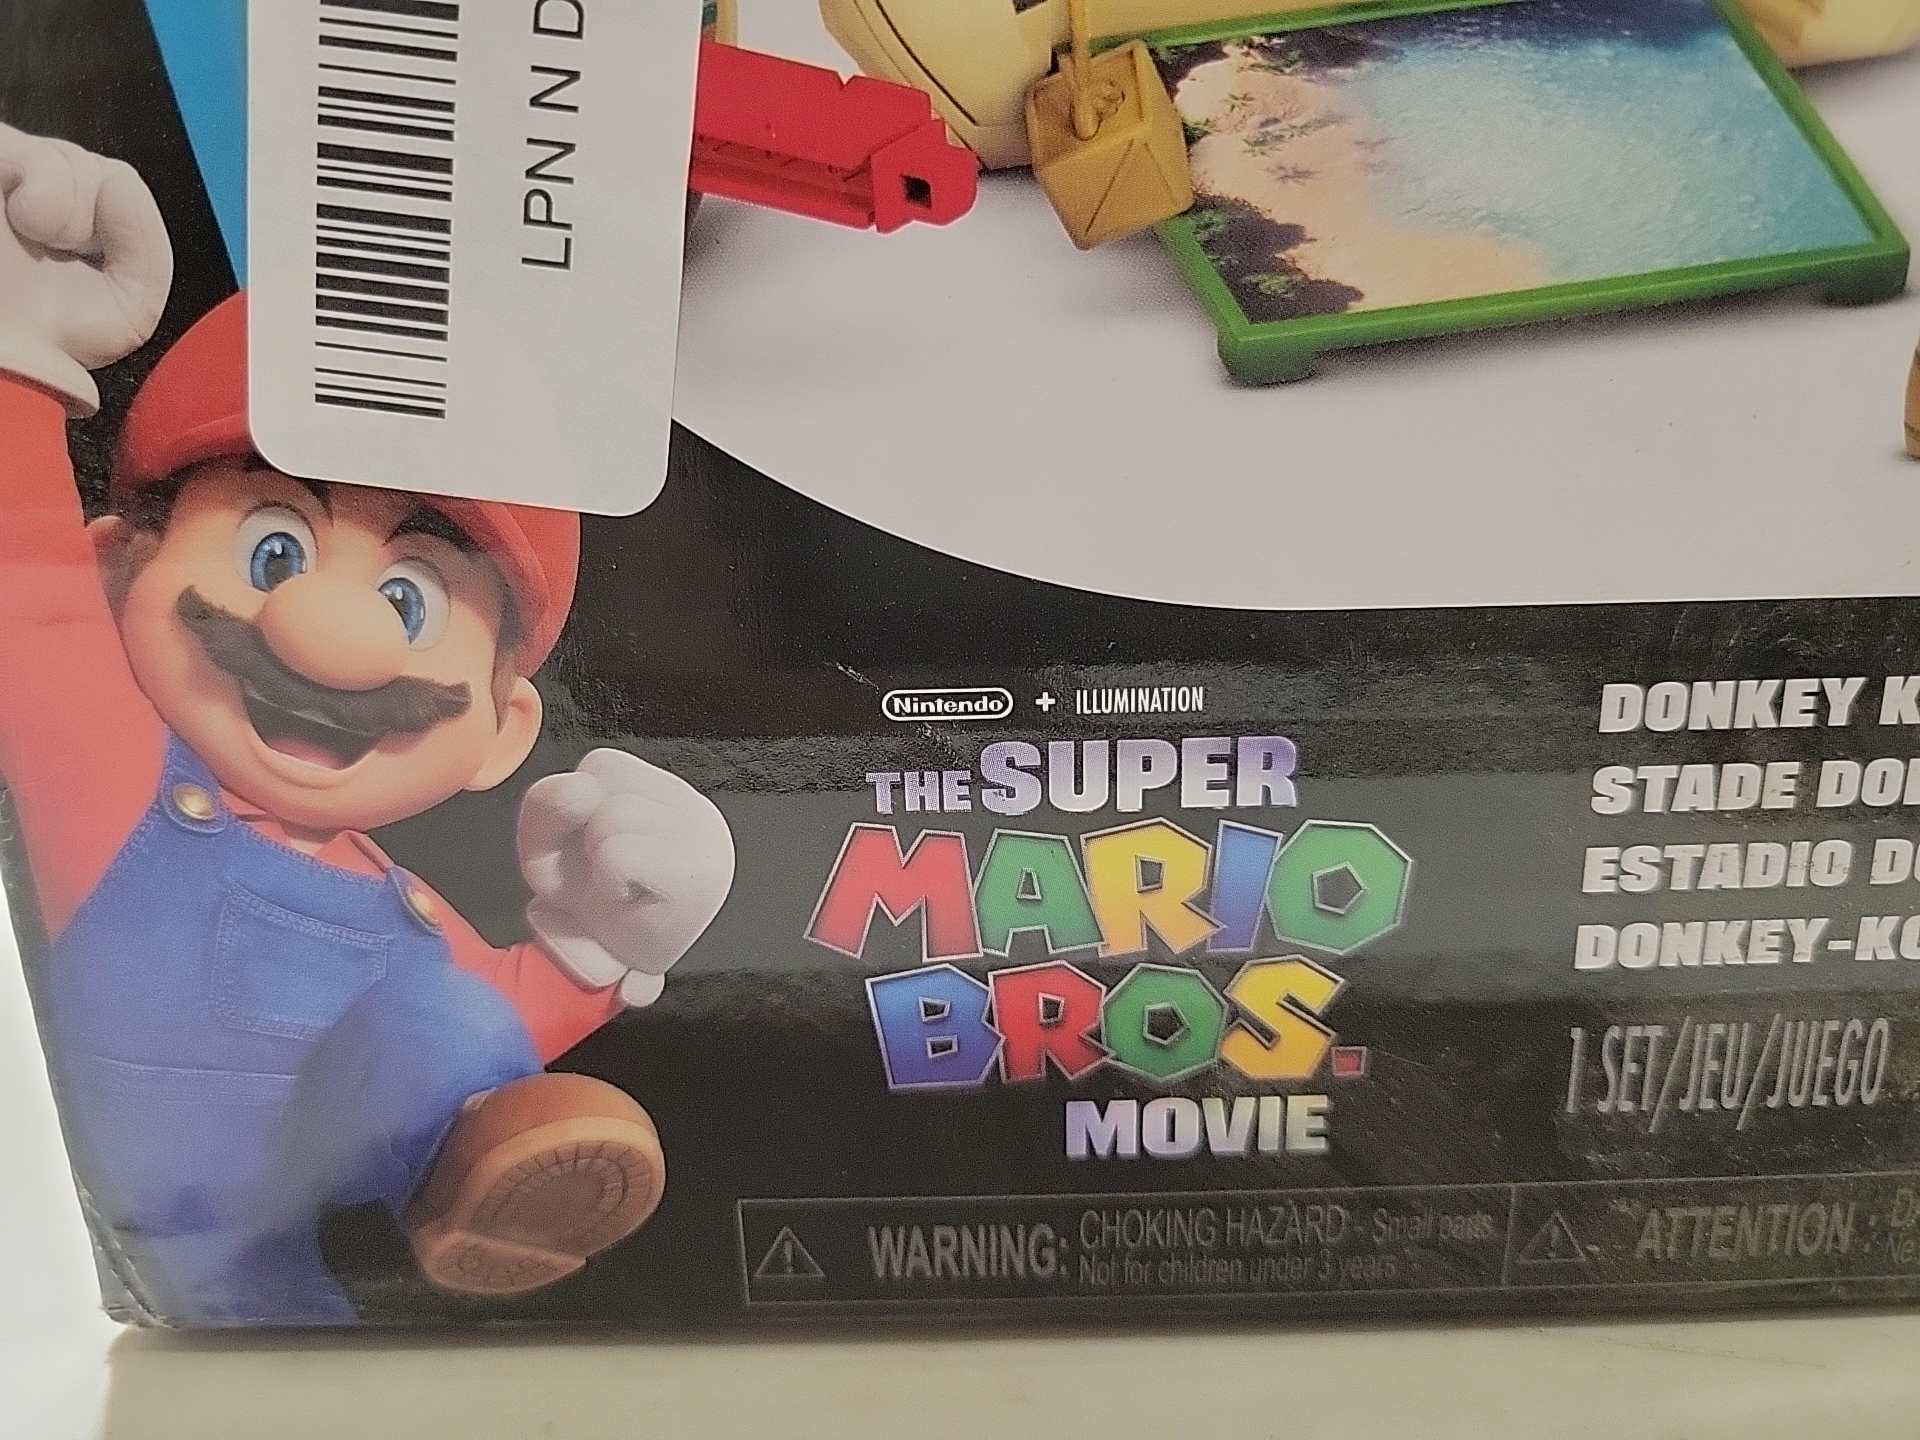 LPN N D
Nintendo + ILLUMINATION
THE SUPER
MARIO
BROS.
MOVIE
DONKEY K
STADE DO
ESTADIO D
DONKEY-K
1 SET/JEU/JUEGO
WARNING: CHOKING HAZARD - Small parts
Not for children under 3 years
ATTENTION :